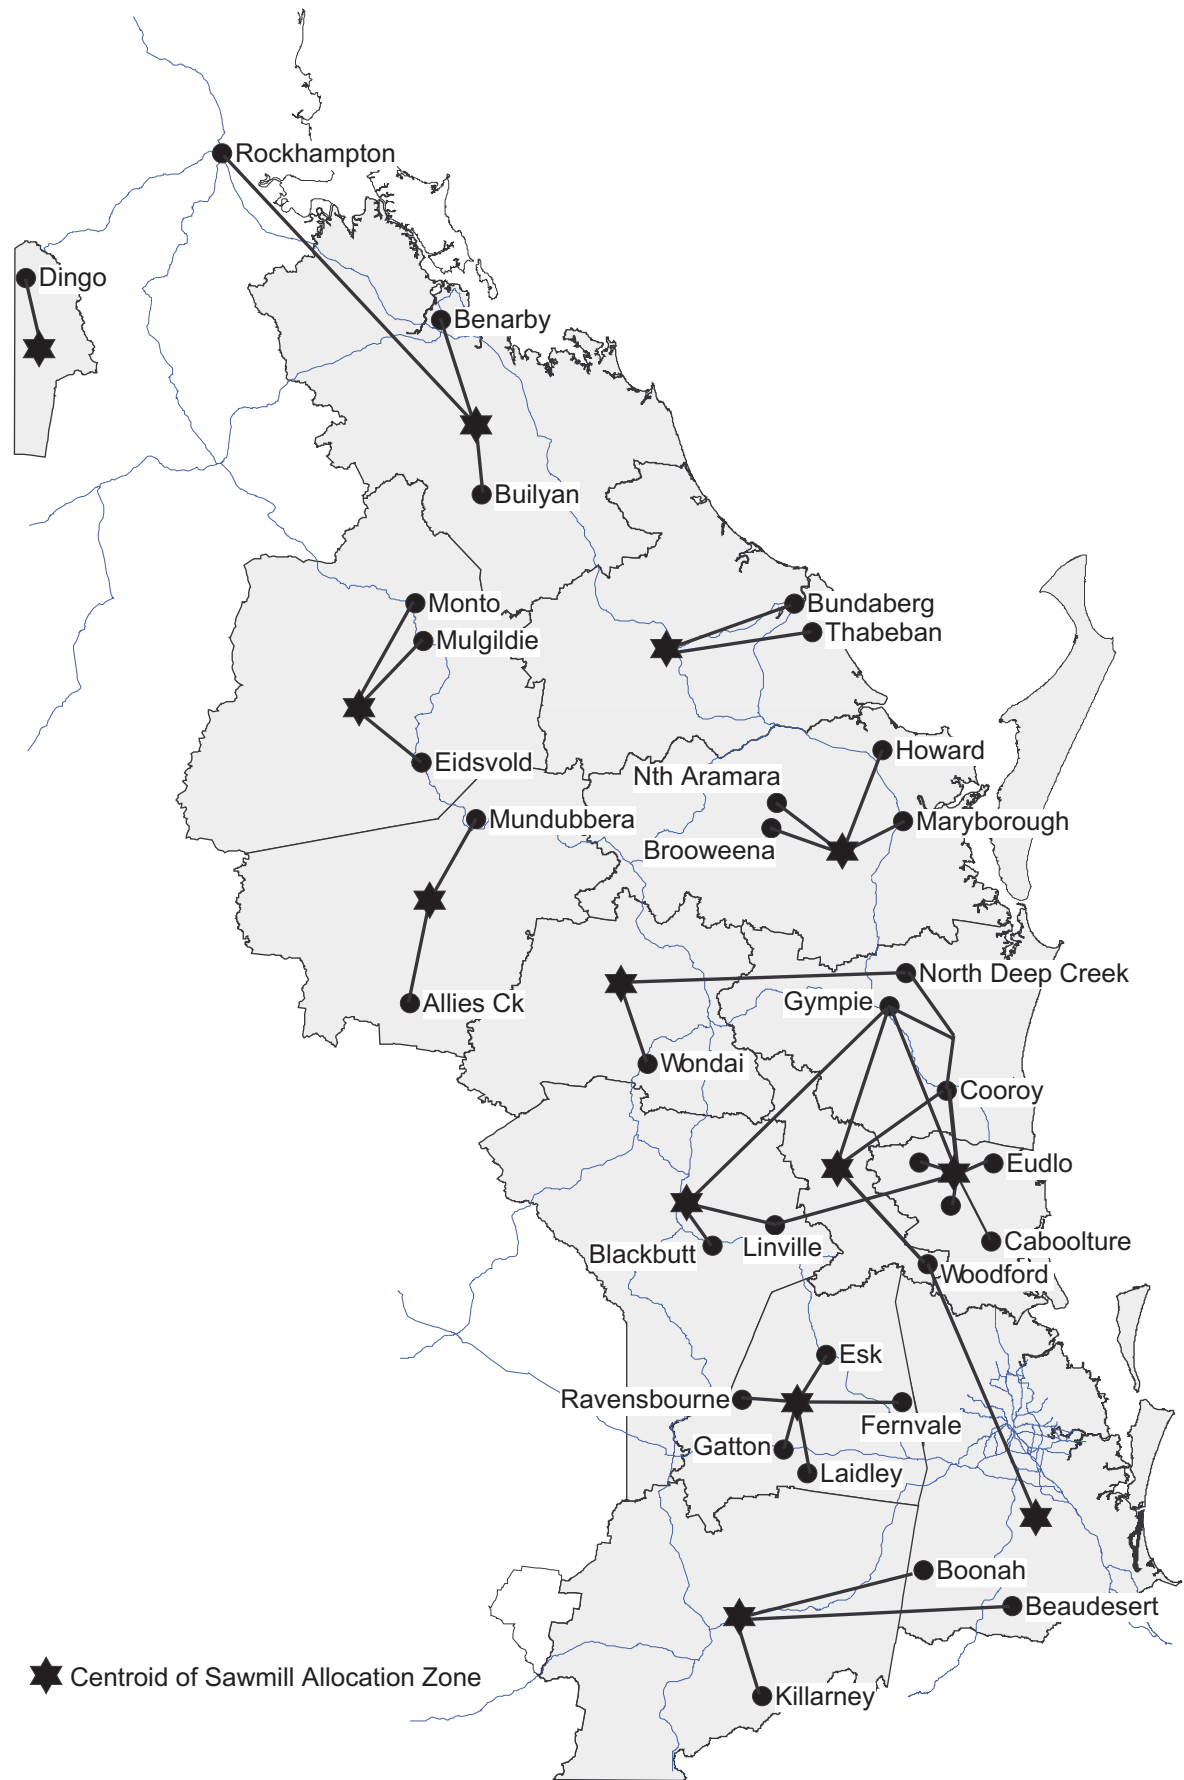 Rockhampton
Dingo
Benarby
Builyan
Monto
Bundaberg
Thabeban
Mulgildie
Howard
Eidsvold
Nth Aramara
Mundubbera
Maryborough
Brooweena
North Deep Creek
Allies Ck
Gympie
Wondai
Cooroy
Eudlo
Caboolture
Linville
Blackbutt
Woodford
Esk
Ravensbourne
Fernvale
Gatton
Laidley
Boonah
Beaudesert
Centroid of Sawmill Allocation Zone
Killarney